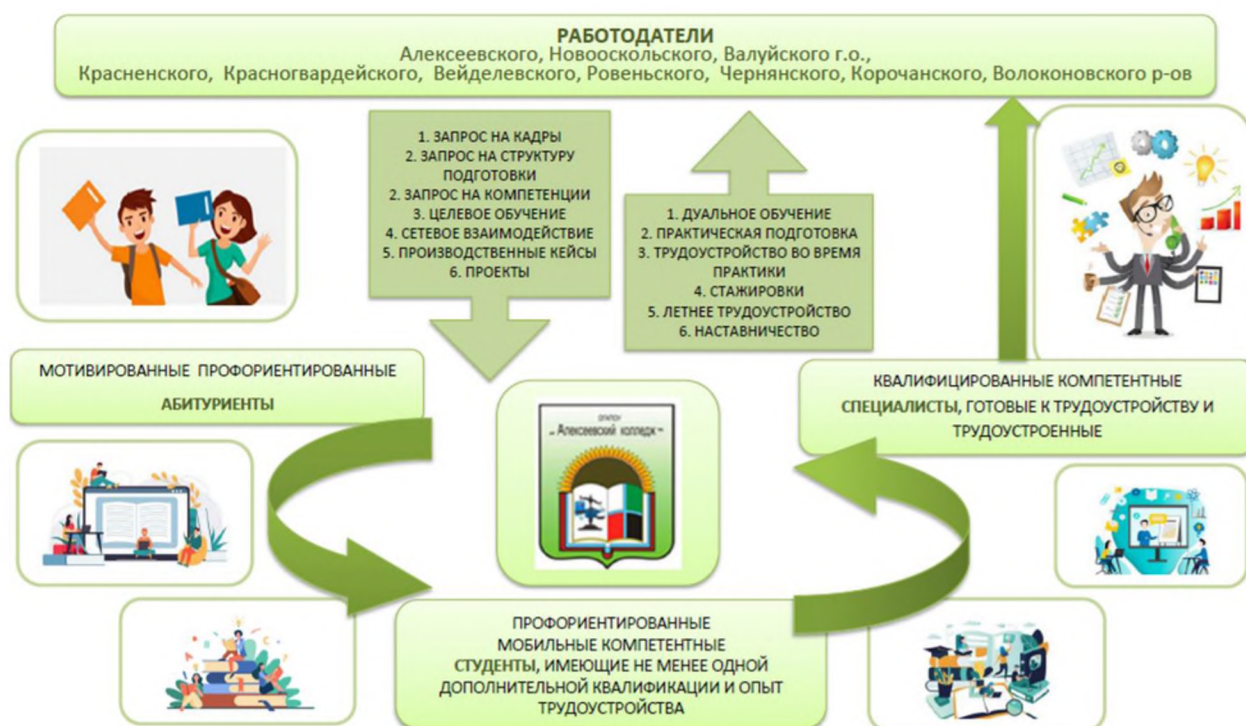 РАБОТОДАТЕЛИ
Алексеевского, Новооскольского, Валуйского г.о.,
Красненского, Красногвардейского, Вейделевского, Ровеньского, Чернянского, Корочанского, Волоконовского р-ов
1. ЗАПРОС НА КАДРЫ
2. ЗАПРОС НА СТРУКТУРУ
ПОДГОТОВКИ
2. ЗАПРОС НА КОМПЕТЕНЦИИ
3. ЦЕЛЕВОЕ ОБУЧЕНИЕ
4. СЕТЕВОЕ ВЗАИМОДЕЙСТВИЕ
5. ПРОИЗВОДСТВЕННЫЕ КЕЙСЫ
6. ПРОЕКТЫ
1. ДУАЛЬНОЕ ОБУЧЕНИЕ
2. ПРАКТИЧЕСКАЯ ПОДГОТОВКА
3. ТРУДОУСТРОЙСТВО ВО ВРЕМЯ
ПРАКТИКИ
4. СТАЖИРОВКИ
5. ЛЕТНЕЕ ТРУДОУСТРОЙСТВО
6. НАСТАВНИЧЕСТВО
МОТИВИРОВАННЫЕ ПРОФОРИЕНТИРОВАННЫЕ
АБИТУРИЕНТЫ
КВАЛИФИЦИРОВАННЫЕ КОМПЕТЕНТНЫЕ
СПЕЦИАЛИСТЫ, ГОТОВЫЕ К ТРУДОУСТРОЙСТВУ И
ТРУДОУСТРОЕННЫЕ
„ Алексеевский колледж "
ПРОФОРИЕНТИРОВАННЫЕ
МОБИЛЬНЫЕ КОМПЕТЕНТНЫЕ
СТУДЕНТЫ, ИМЕЮЩИЕ НЕ МЕНЕЕ ОДНОЙ
ДОПОЛНИТЕЛЬНОЙ КВАЛИФИКАЦИИ И ОПЫТ
ТРУДОУСТРОЙСТВА